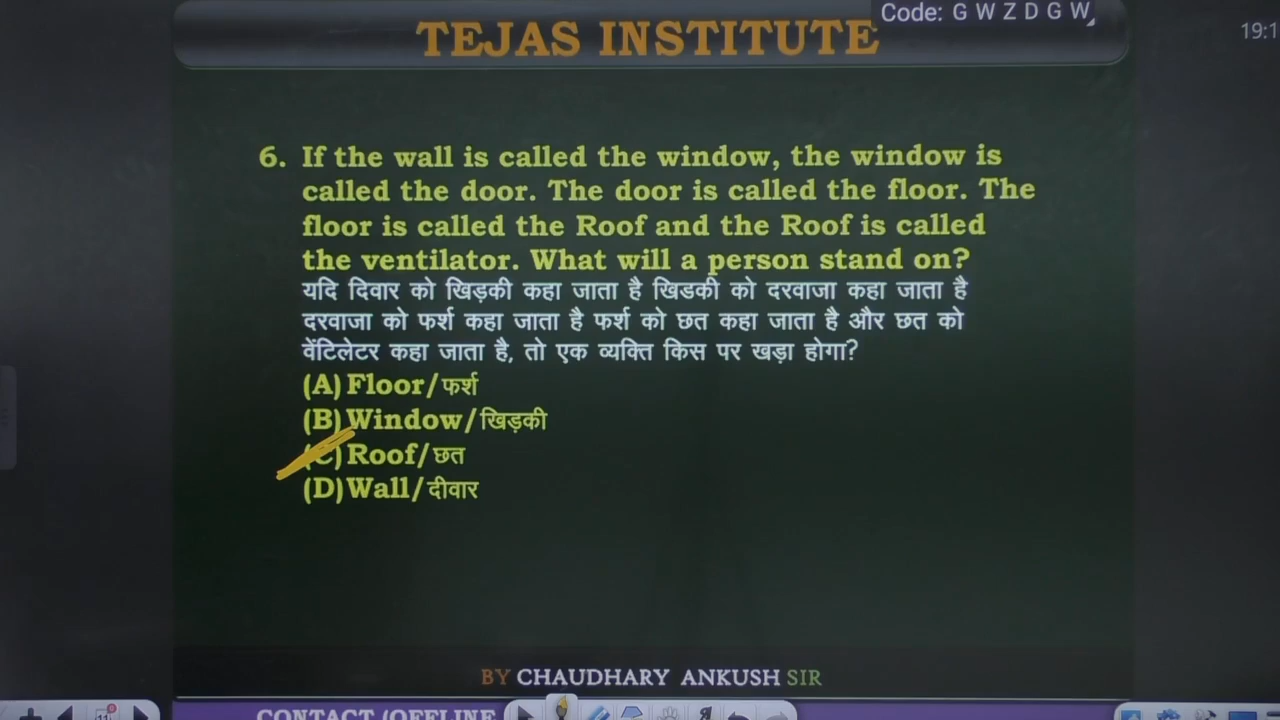 Code: G W Z D G W
TEJAS INSTITUTE
19:1
6. If the wall is called the window, the window is
called the door. The door is called the floor. The
floor is called the Roof and the Roof is called
the ventilator. What will a person stand on?
यदि दिवार को खिड़की कहा जाता है खिडकी को दरवाजा कहा जाता है
दरवाजा को फर्श कहा जाता है फर्श को छत कहा जाता है और छत को
वेंटिलेटर कहा जाता है, तो एक व्यक्ति किस पर खड़ा होगा?
(A) Floor/फर्श
(B) Window/खिड़की
(C) Roof/छत
(D) Wall/दीवार
BY CHAUDHARY ANKUSH SIR
CONTACT (OFFLINE